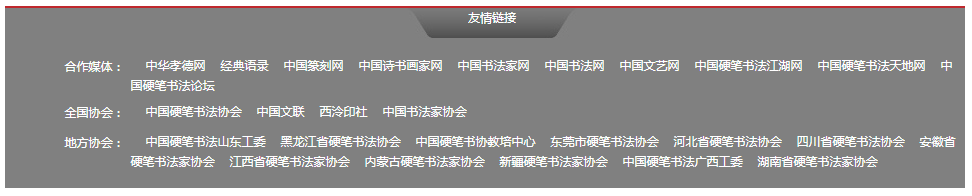 友情链接
合作媒体： 中华孝德网 经典语录 中国篆刻网 中国诗书画家网 中国书法家网 中国书法网 中国文艺网 中国硬笔书法江湖网 中国硬笔书法天地网 中
国硬笔书法论坛
全国协会： 中国硬笔书法协会 中国文联 西泠印社 中国书法家协会
地方协会： 中国硬笔书法山东工委 黑龙江省硬笔书法协会 中国硬笔书协教培中心 东莞市硬笔书法协会 河北省硬笔书法协会 四川省硬笔书法协会 安徽省
硬笔书法家协会 江西省硬笔书法家协会 内蒙古硬笔书法家协会 新疆硬笔书法家协会 中国硬笔书法广西工委 湖南省硬笔书法家协会